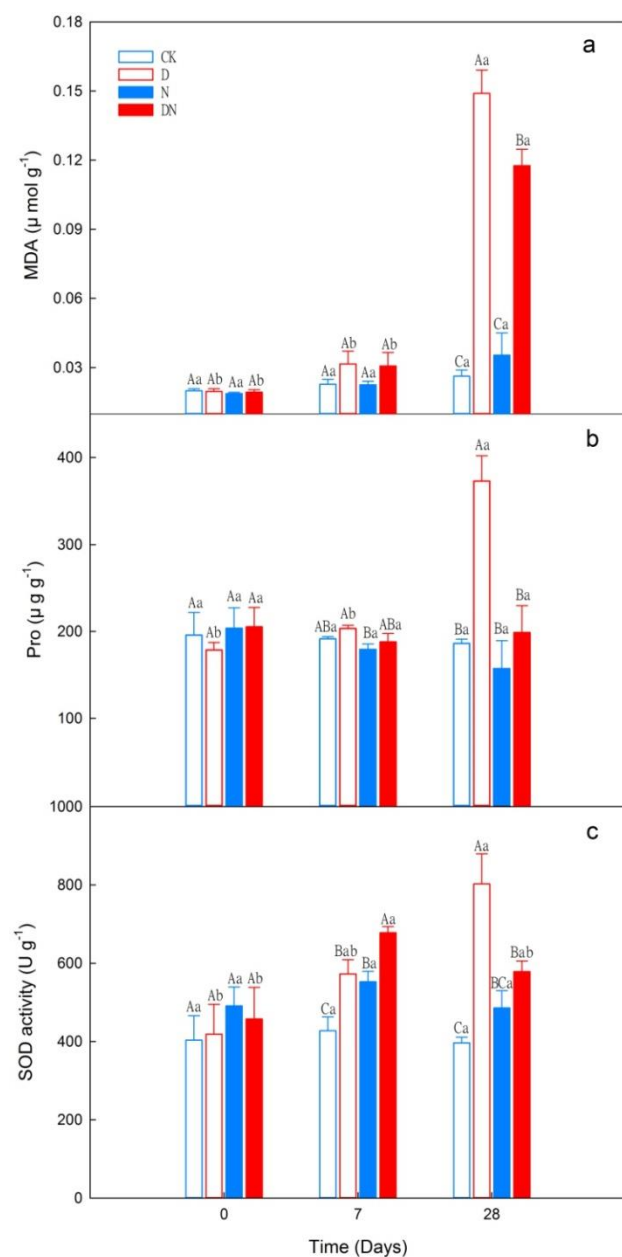 a
CK
D
N
DN
MDA (μ mol g⁻¹)
0.18
0.15
0.12
0.09
0.06
0.03
Aa Ab Aa Ab
Aa Ab Aa Ab
Ca Aa Ca Ba
b
Pro (μ g g⁻¹)
400
300
200
100
Aa Ab Aa Aa
ABa Ab Ba ABa
Ba Aa Ba Ba
c
SOD activity (U g⁻¹)
1000
800
600
400
200
0
Aa Ab Aa Ab
Ca Bab Ba Aa
Ca Aa BCa Bab
0 7 28
Time (Days)